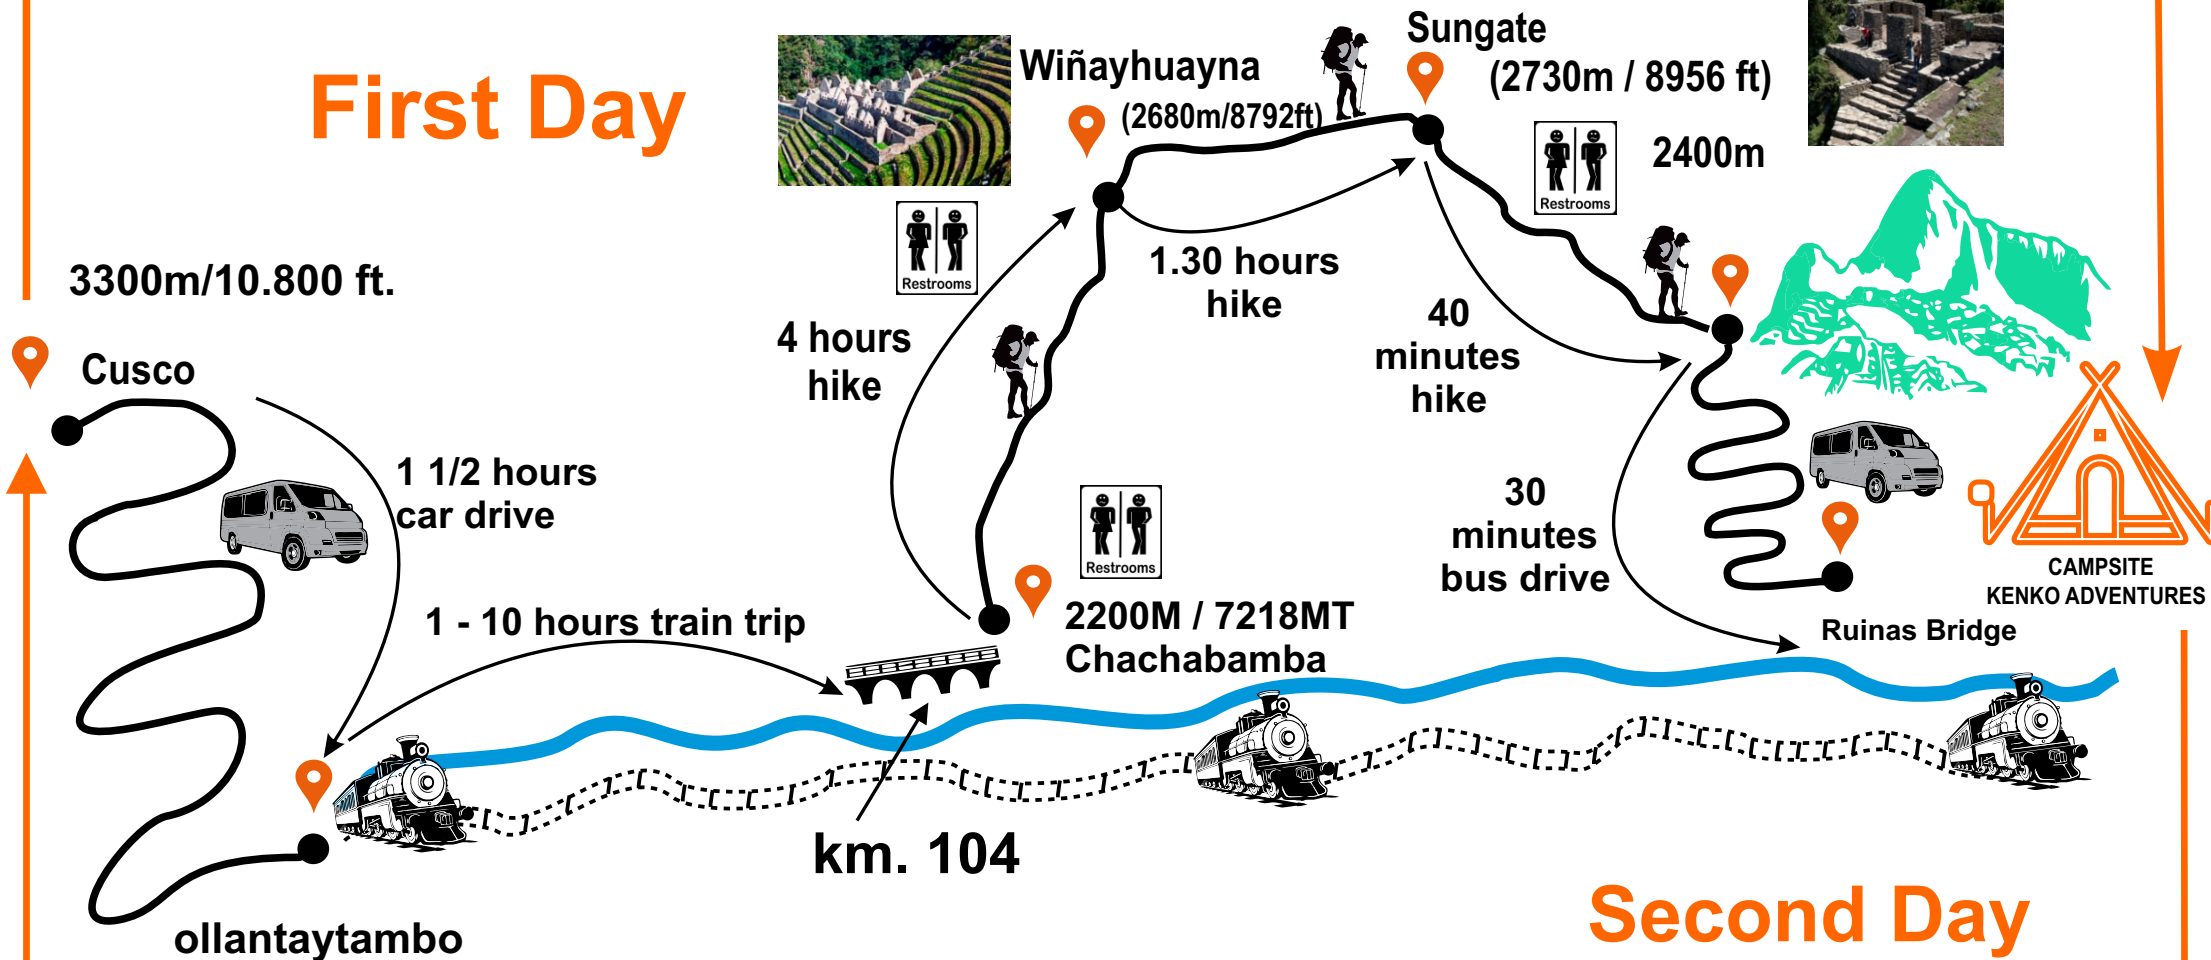 First Day
Wiñayhuayna
(2680m/8792ft)
Sungate
(2730m / 8956 ft)
2400m
Restrooms
Restrooms
3300m/10.800 ft.
Cusco
1.30 hours
hike
4 hours
hike
40
minutes
hike
1 1/2 hours
car drive
30
minutes
bus drive
Restrooms
CAMPSITE
KENKO ADVENTURES
1 - 10 hours train trip
2200M / 7218MT
Chachabamba
Ruinas Bridge
km. 104
ollantaytambo
Second Day